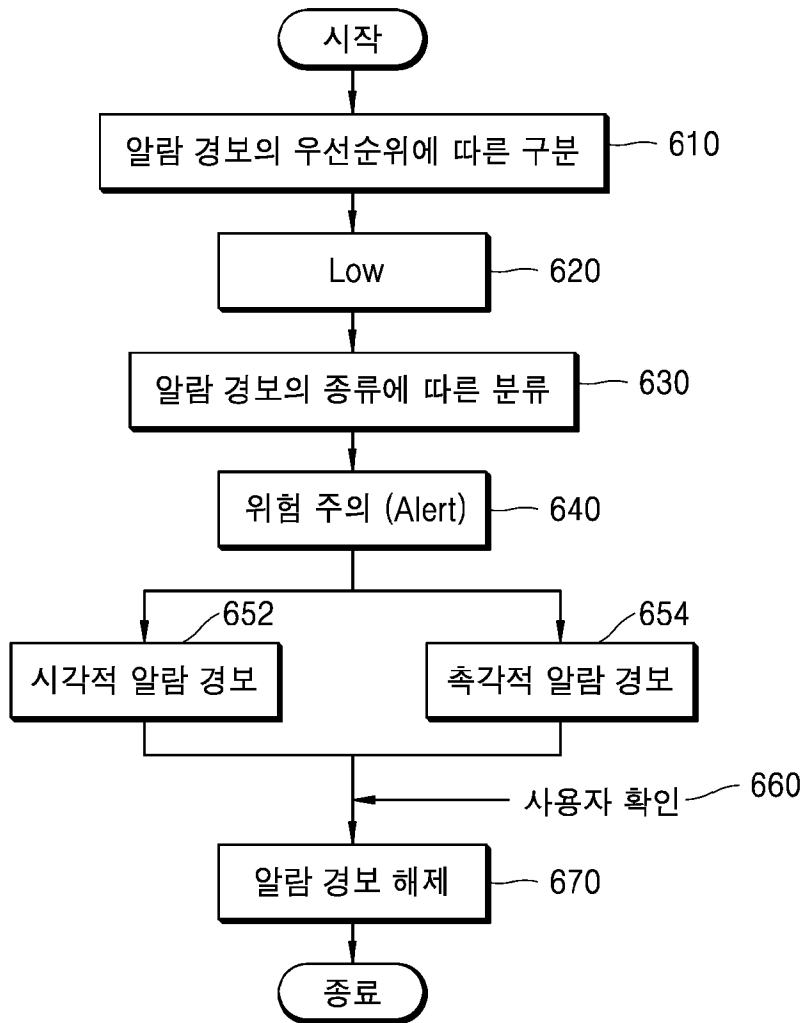 시작
알람 경보의 우선순위에 따른 구분
610
Low
620
알람 경보의 종류에 따른 분류
630
위험 주의 (Alert)
640
652
654
시각적 알람 경보
촉각적 알람 경보
사용자 확인
660
알람 경보 해제
670
종료